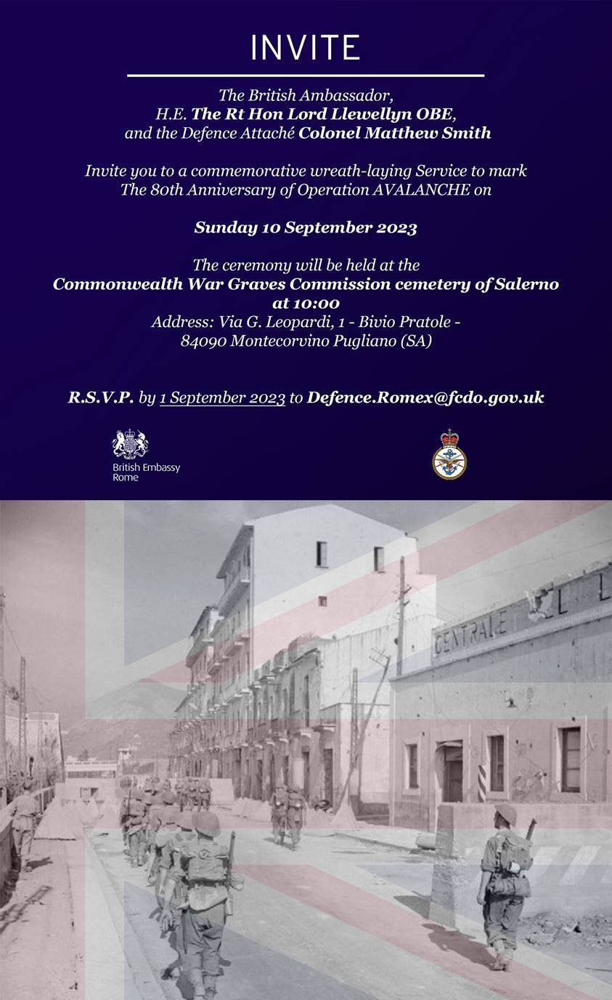 INVITE
The British Ambassador,
H.E. The Rt Hon Lord Llewellyn OBE,
and the Defence Attaché Colonel Matthew Smith
Invite you to a commemorative wreath-laying Service to mark
The 80th Anniversary of Operation AVALANCHE on
Sunday 10 September 2023
The ceremony will be held at the
Commonwealth War Graves Commission cemetery of Salerno
at 10:00
Address: Via G. Leopardi, 1 - Bivio Pratole -
84090 Montecorvino Pugliano (SA)
R.S.V.P. by 1 September 2023 to Defence.Romex@fcdo.gov.uk
British Embassy
Rome
CENTRALE